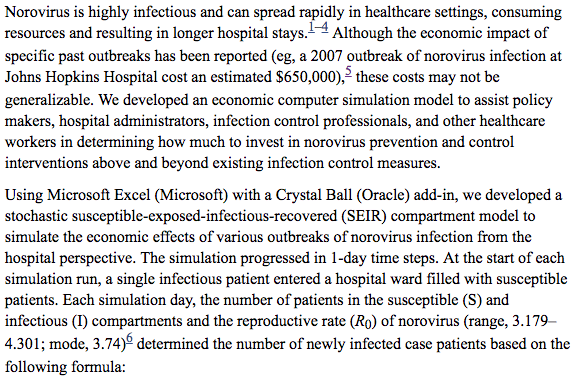 Norovirus is highly infectious and can spread rapidly in healthcare settings, consuming
resources and resulting in longer hospital stays.1–4 Although the economic impact of
specific past outbreaks has been reported (eg, a 2007 outbreak of norovirus infection at
Johns Hopkins Hospital cost an estimated $650,000),5 these costs may not be
generalizable. We developed an economic computer simulation model to assist policy
makers, hospital administrators, infection control professionals, and other healthcare
workers in determining how much to invest in norovirus prevention and control
interventions above and beyond existing infection control measures.
Using Microsoft Excel (Microsoft) with a Crystal Ball (Oracle) add-in, we developed a
stochastic susceptible-exposed-infectious-recovered (SEIR) compartment model to
simulate the economic effects of various outbreaks of norovirus infection from the
hospital perspective. The simulation progressed in 1-day time steps. At the start of each
simulation run, a single infectious patient entered a hospital ward filled with susceptible
patients. Each simulation day, the number of patients in the susceptible (S) and
infectious (I) compartments and the reproductive rate (R0) of norovirus (range, 3.179–
4.301; mode, 3.74)6 determined the number of newly infected case patients based on the
following formula: